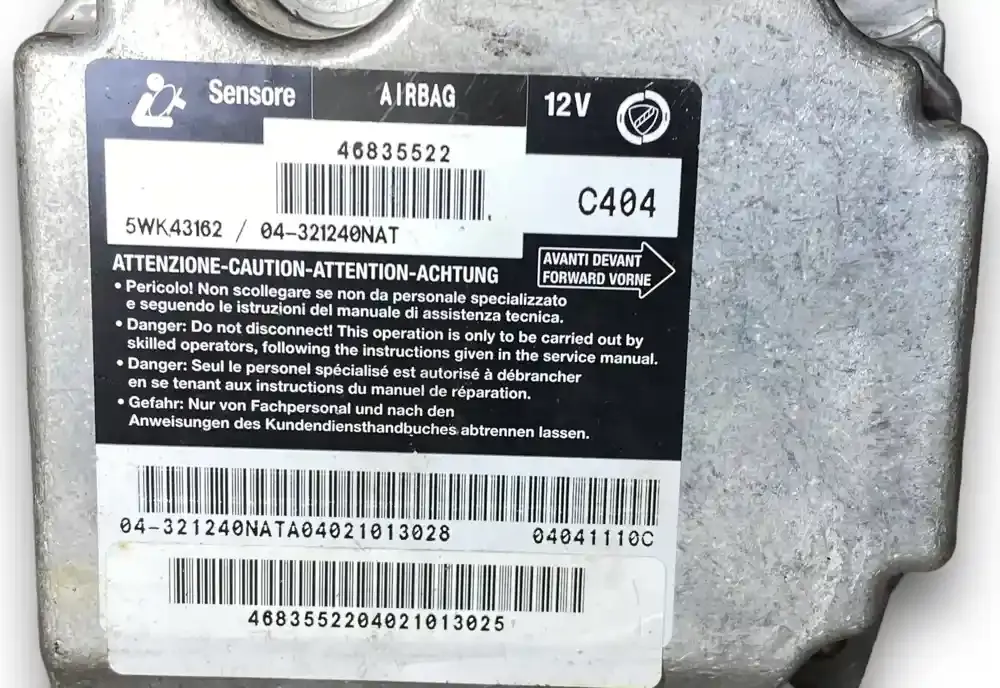 Sensore AIRBAG 12V
46835522
C404
5WK43162 / 04-321240NAT
AVANTI DEVANT
FORWARD VORNE
ATTENZIONE-CAUTION-ATTENTION-ACHTUNG
• Pericolo! Non scollegare se non da personale specializzato
e seguendo le istruzioni del manuale di assistenza tecnica.
• Danger: Do not disconnect! This operation is only to be carried out by
skilled operators, following the instructions given in the service manual.
• Danger: Seul le personel spécialisé est autorisé à débrancher
en se tenant aux instructions du manuel de réparation.
• Gefahr: Nur von Fachpersonal und nach den
Anweisungen des Kundendiensthandbuches abtrennen lassen.
04-321240NATA04021013028 04041110C
4683552204021013025